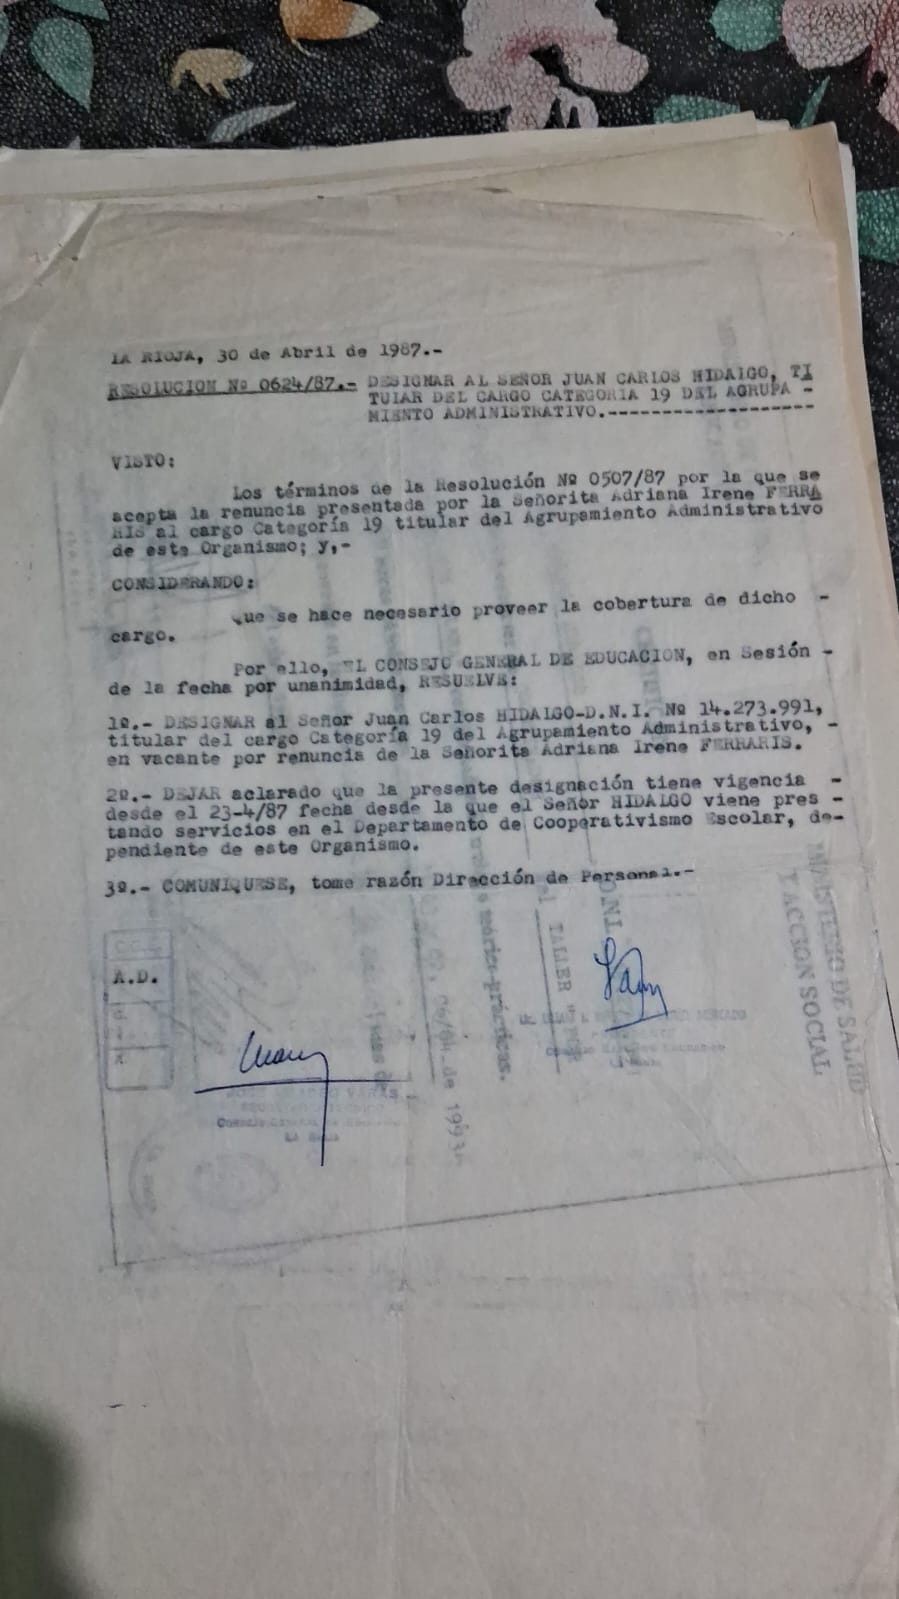 LA RIOJA, 30 de Abril de 1987.-
RESOLUCION Nº 0624/87.- DESIGNAR AL SEÑOR JUAN CARLOS HIDALGO, TI
TULAR DEL CARGO CATEGORIA 19 DEL AGRUPA -
MIENTO ADMINISTRATIVO.-------------------
VISTO:
Los términos de la Resolución Nº 0507/87 por la que se
acepta la renuncia presentada por la Señorita Adriana Irene FERRA
RIS al cargo Categoría 19 titular del Agrupamiento Administrativo
de este Organismo; y,-
CONSIDERANDO:
Que se hace necesario proveer la cobertura de dicho -
cargo.
Por ello, EL CONSEJO GENERAL DE EDUCACION, en Sesión -
de la fecha por unanimidad, RESUELVE:
1º.- DESIGNAR al Señor Juan Carlos HIDALGO-D.N.I. Nº 14.273.991,
titular del cargo Categoría 19 del Agrupamiento Administrativo, -
en vacante por renuncia de la Señorita Adriana Irene FERRARIS.
2º.- DEJAR aclarado que la presente designación tiene vigencia -
desde el 23-4/87 fecha desde la que el Señor HIDALGO viene pres -
tando servicios en el Departamento de Cooperativismo Escolar, de-
pendiente de este Organismo.
3º.- COMUNIQUESE, tome razón Dirección de Personal.-
A.D.
TALLER
MINISTERIO DE SALUD
Y ACCION SOCIAL
de 1993